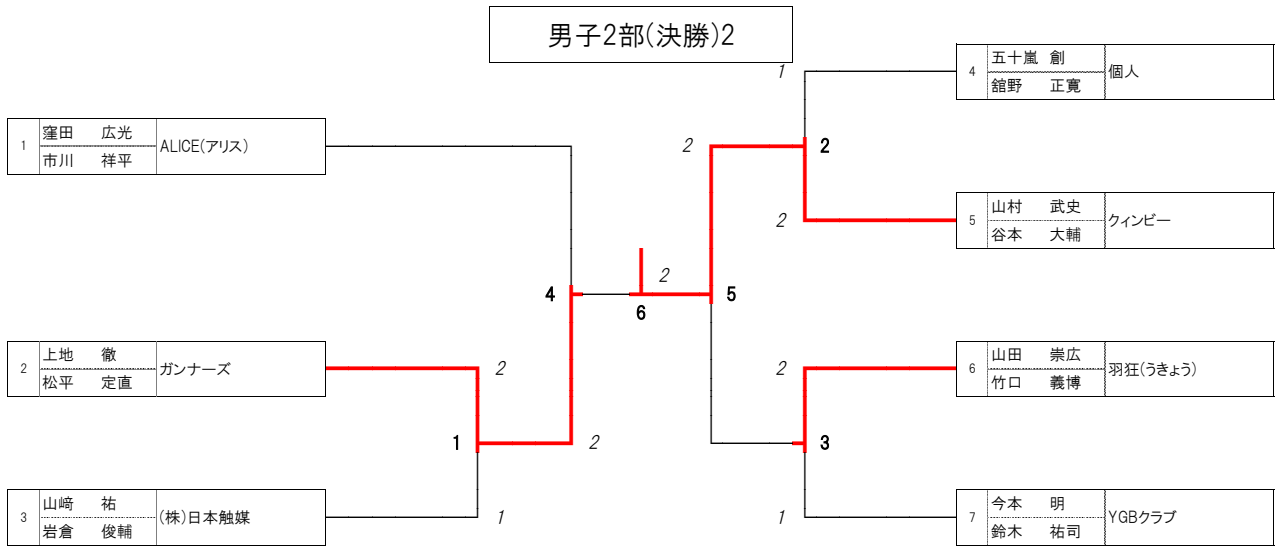 男子2部(決勝)2
1
窪田 広光
市川 祥平
ALICE(アリス)
2
上地 徹
松平 定直
ガンナーズ
3
山﨑 祐
岩倉 俊輔
(株)日本触媒
2
1
1
2
4
2
6
5
2
2
1
2
2
3
1
4
五十嵐 創
舘野 正寛
個人
5
山村 武史
谷本 大輔
クィンビー
6
山田 崇広
竹口 義博
羽狂(うきょう)
7
今本 明
鈴木 祐司
YGBクラブ